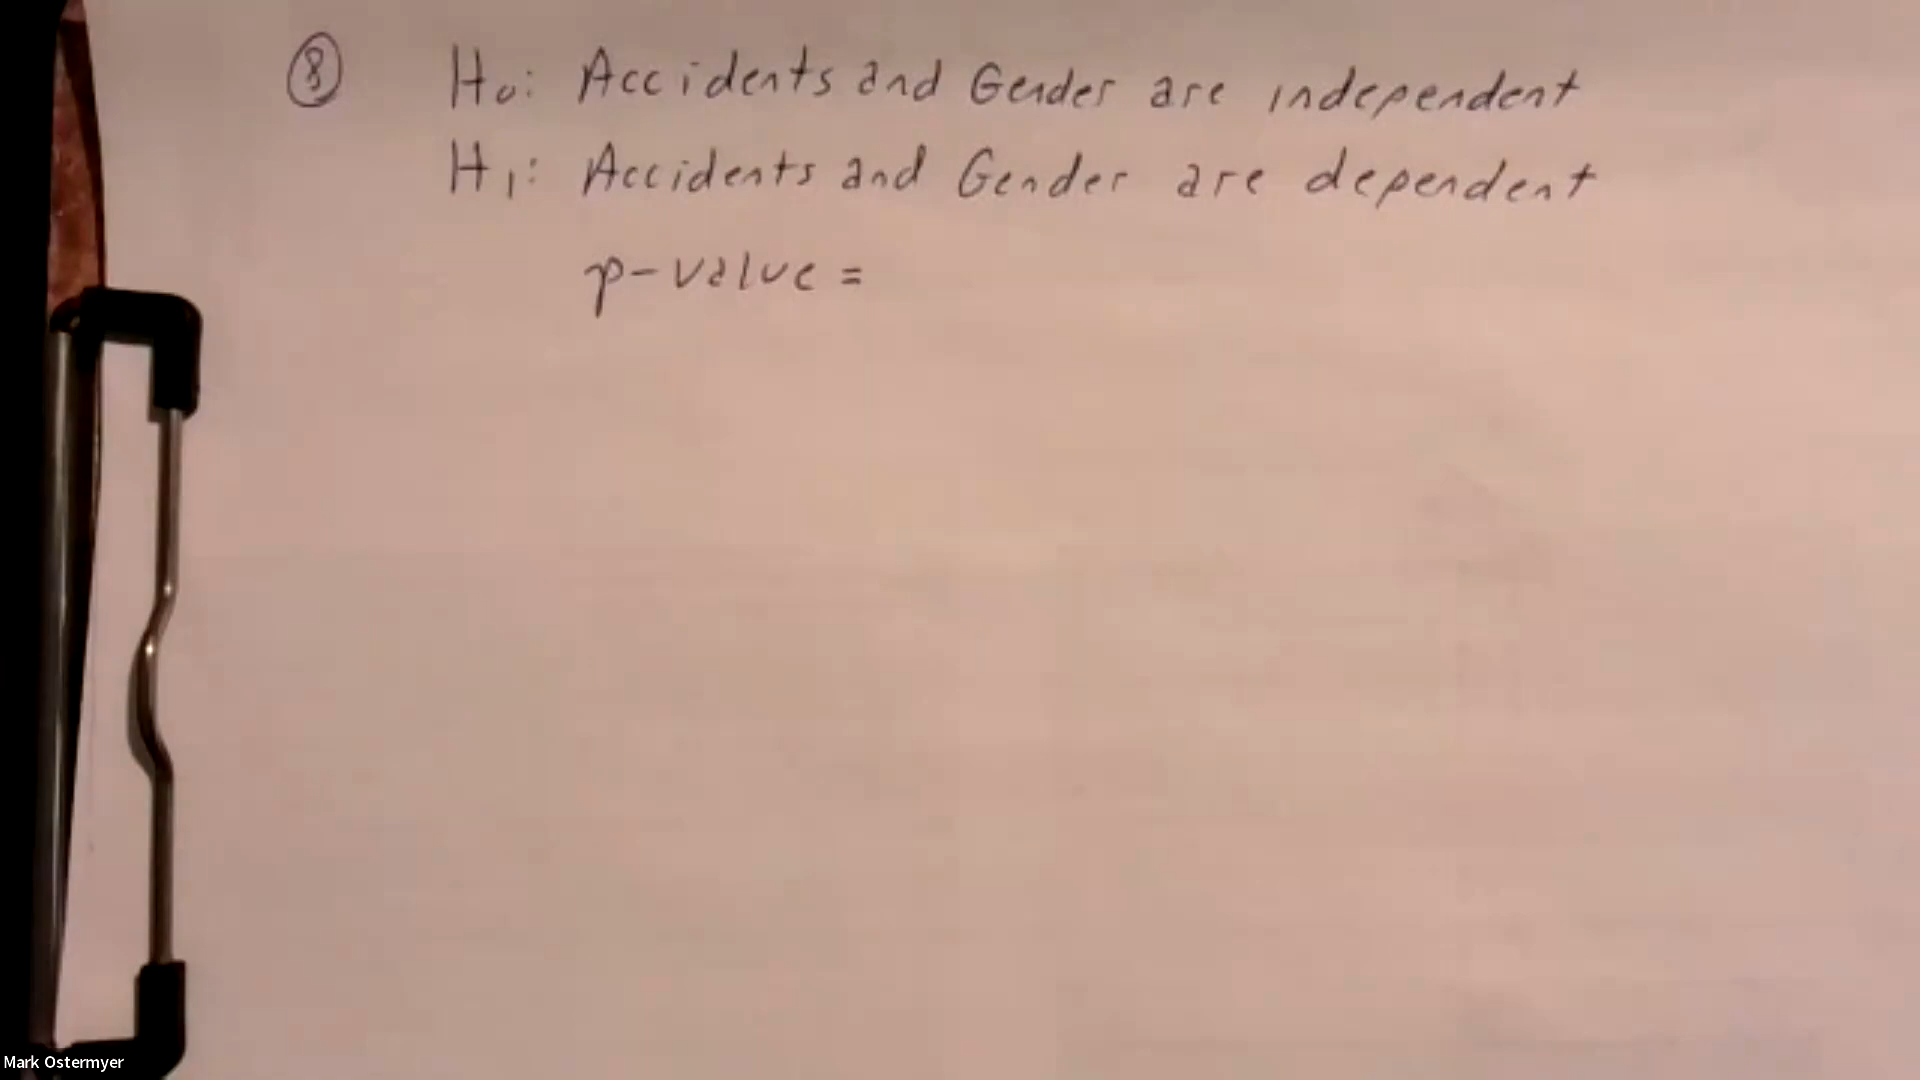 8 H₀: Accidents and Gender are independent
H₁: Accidents and Gender are dependent
p-value =
Mark Ostermyer